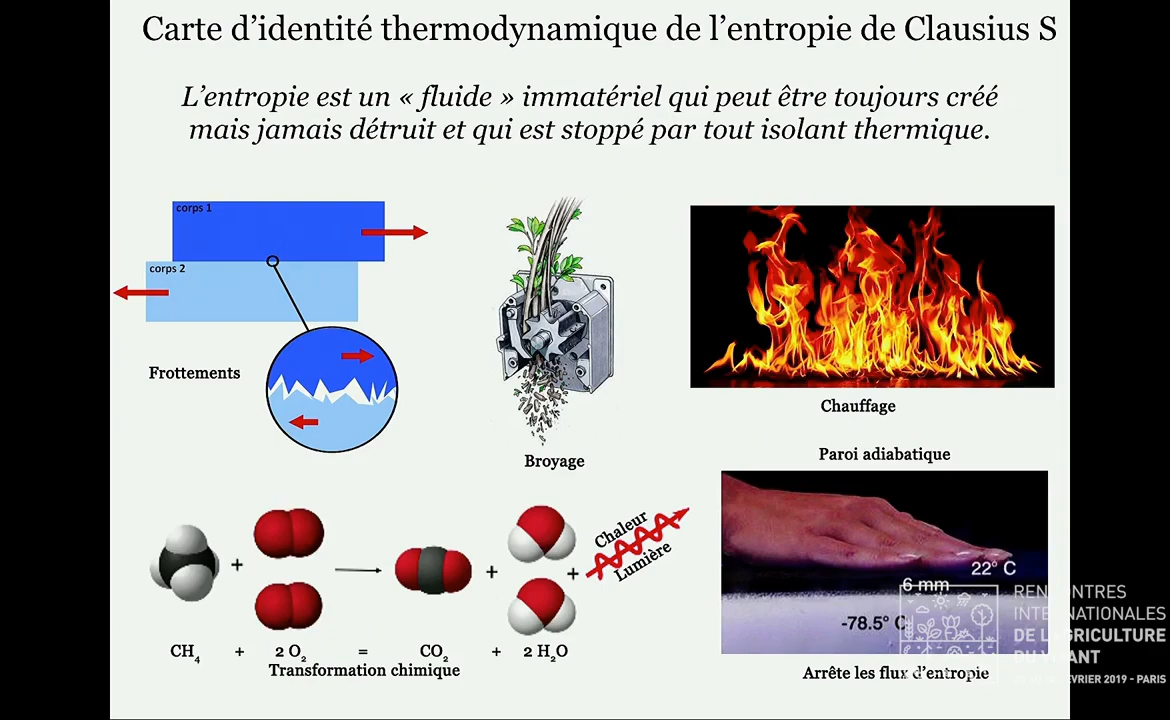 Carte d’identité thermodynamique de l’entropie de Clausius S
L’entropie est un « fluide » immatériel qui peut être toujours créé
mais jamais détruit et qui est stoppé par tout isolant thermique.
corps 1
corps 2
Frottements
Broyage
Chauffage
Paroi adiabatique
22° C
6 mm
-78.5° C
Arrête les flux d’entropie
+ + +
Chaleur
Lumière
CH4 + 2 O2 = CO2 + 2 H2O
Transformation chimique
RENCONTRES
INTERNATIONALES
DE L'AGRICULTURE
DU VIVANT
FÉVRIER 2019 - PARIS